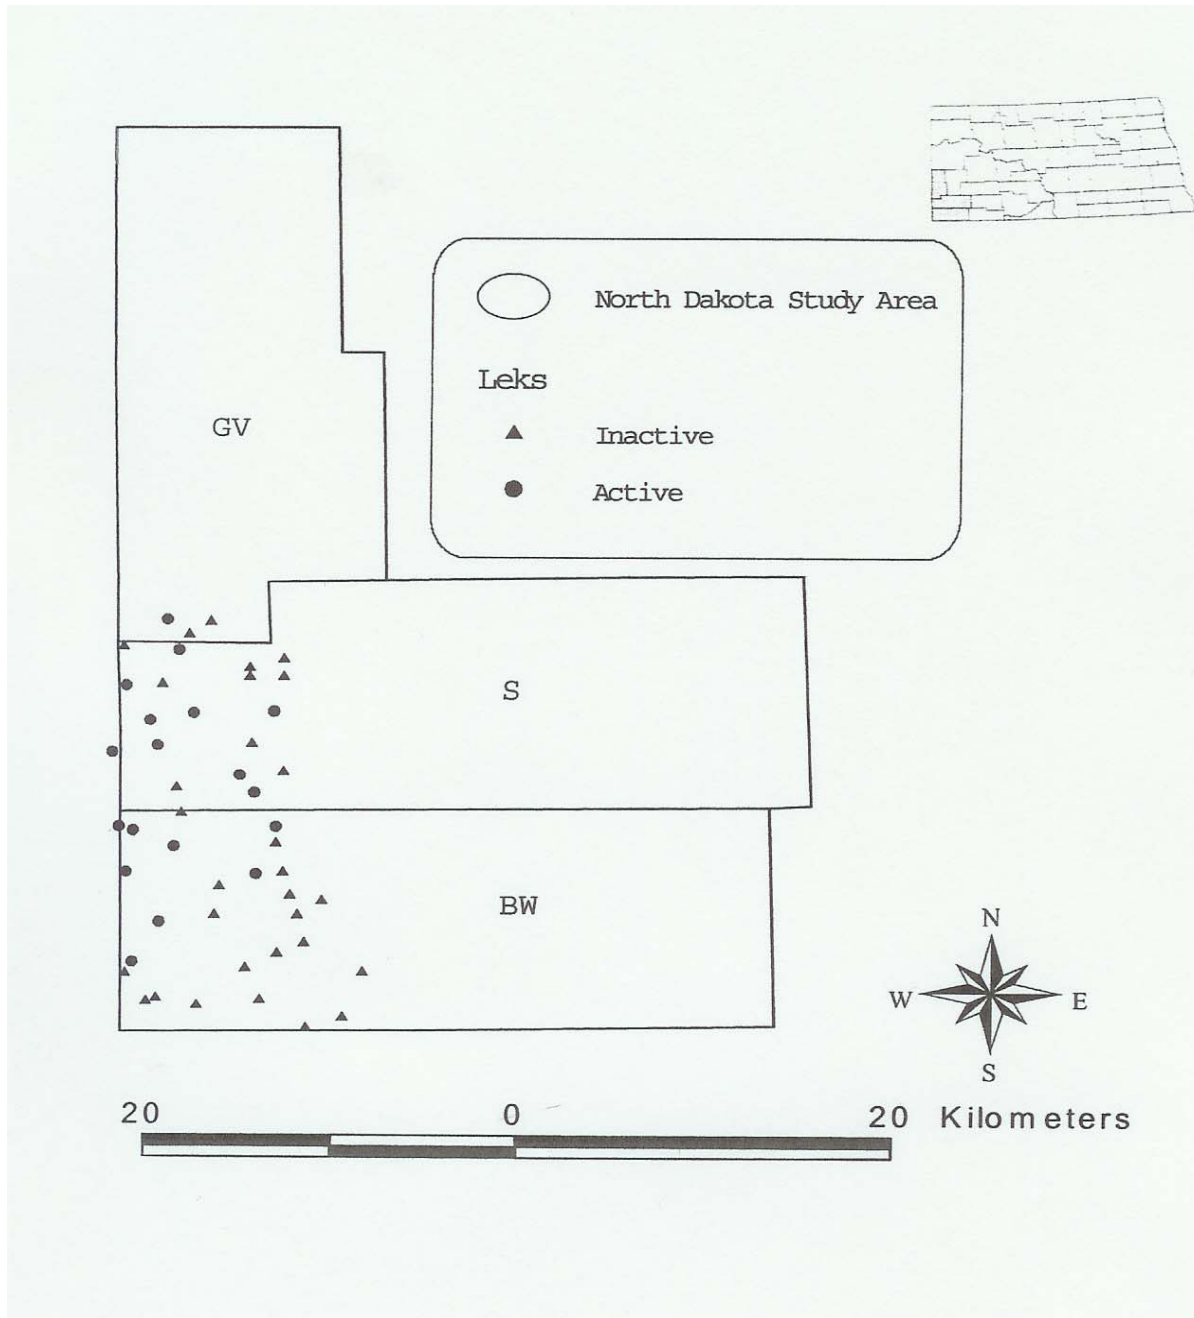 North Dakota Study Area
Leks
Inactive
Active
GV
S
BW
N
W E
S
20 0 20 Kilometers